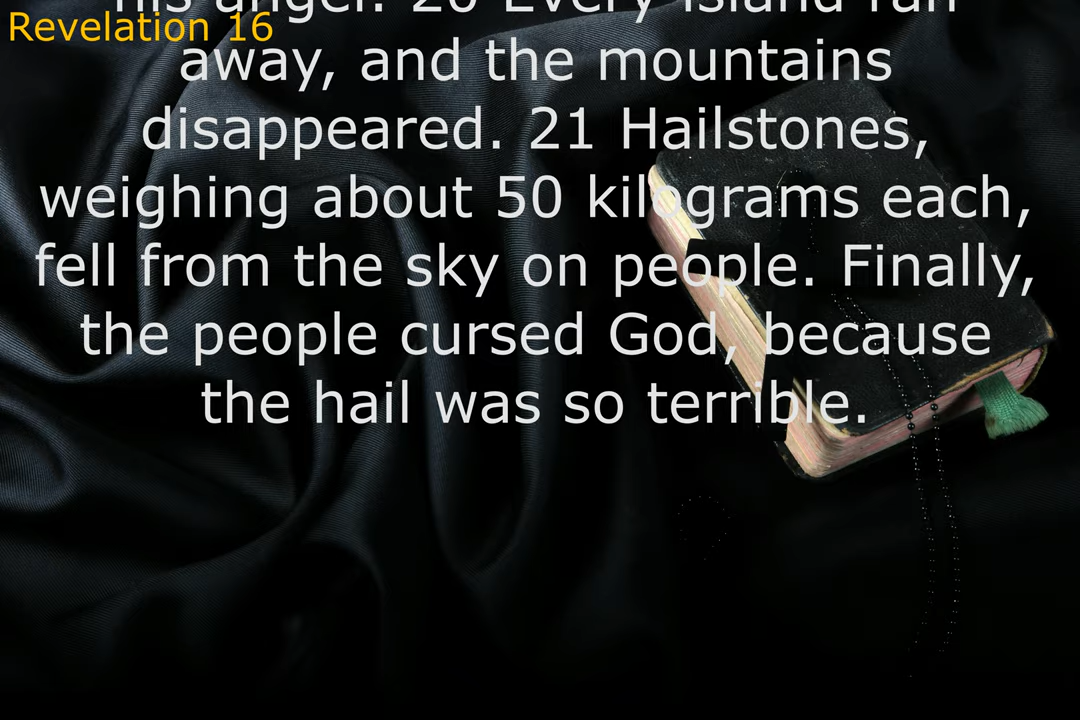 Revelation 16
his anger. 20 Every island ran
away, and the mountains
disappeared. 21 Hailstones,
weighing about 50 kilograms each,
fell from the sky on people. Finally,
the people cursed God, because
the hail was so terrible.